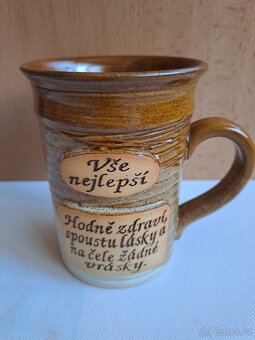 Vše
nejlepší
Hodně zdraví,
spoustu lásky a
na čele žádné
vrásky.